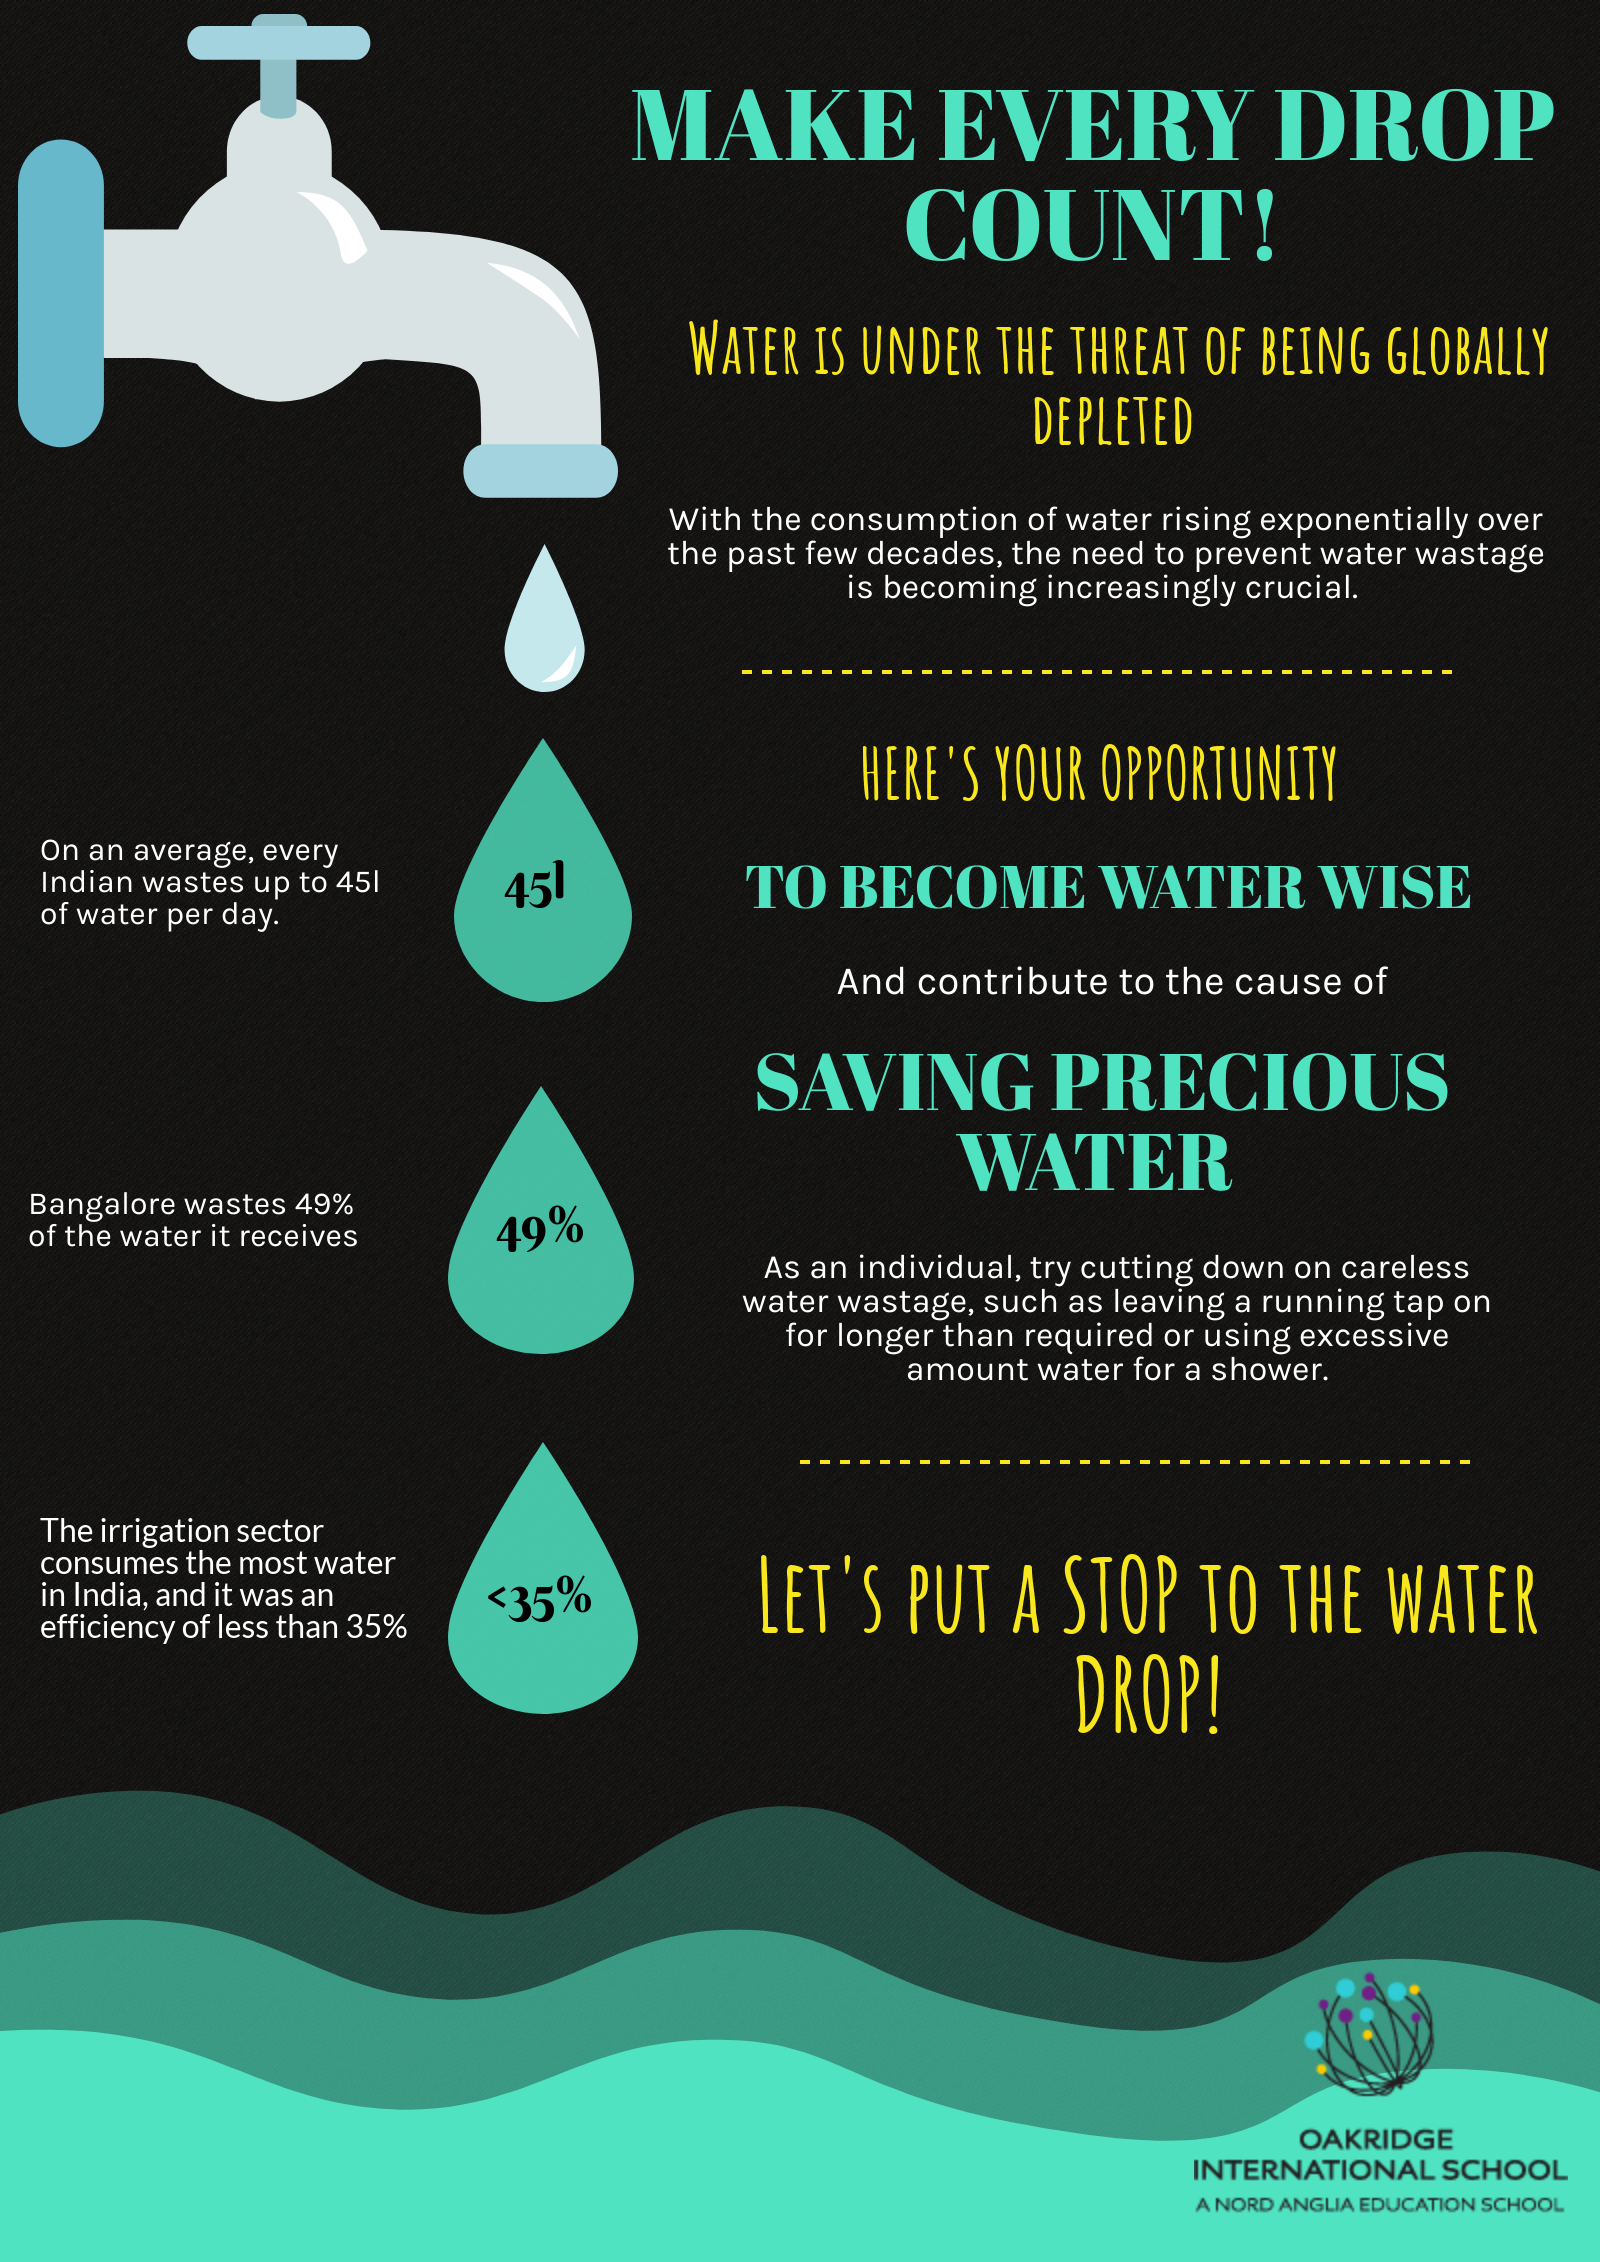 MAKE EVERY DROP
COUNT!
Water is under the threat of being globally
depleted
With the consumption of water rising exponentially over
the past few decades, the need to prevent water wastage
is becoming increasingly crucial.
HERE'S YOUR OPPORTUNITY
TO BECOME WATER WISE
And contribute to the cause of
SAVING PRECIOUS
WATER
As an individual, try cutting down on careless
water wastage, such as leaving a running tap on
for longer than required or using excessive
amount water for a shower.
Let's put a STOP to the water
DROP!
On an average, every
Indian wastes up to 45l
of water per day.
45l
Bangalore wastes 49%
of the water it receives
49%
The irrigation sector
consumes the most water
in India, and it was an
efficiency of less than 35%
<35%
OAKRIDGE
INTERNATIONAL SCHOOL
A NORD ANGLIA EDUCATION SCHOOL